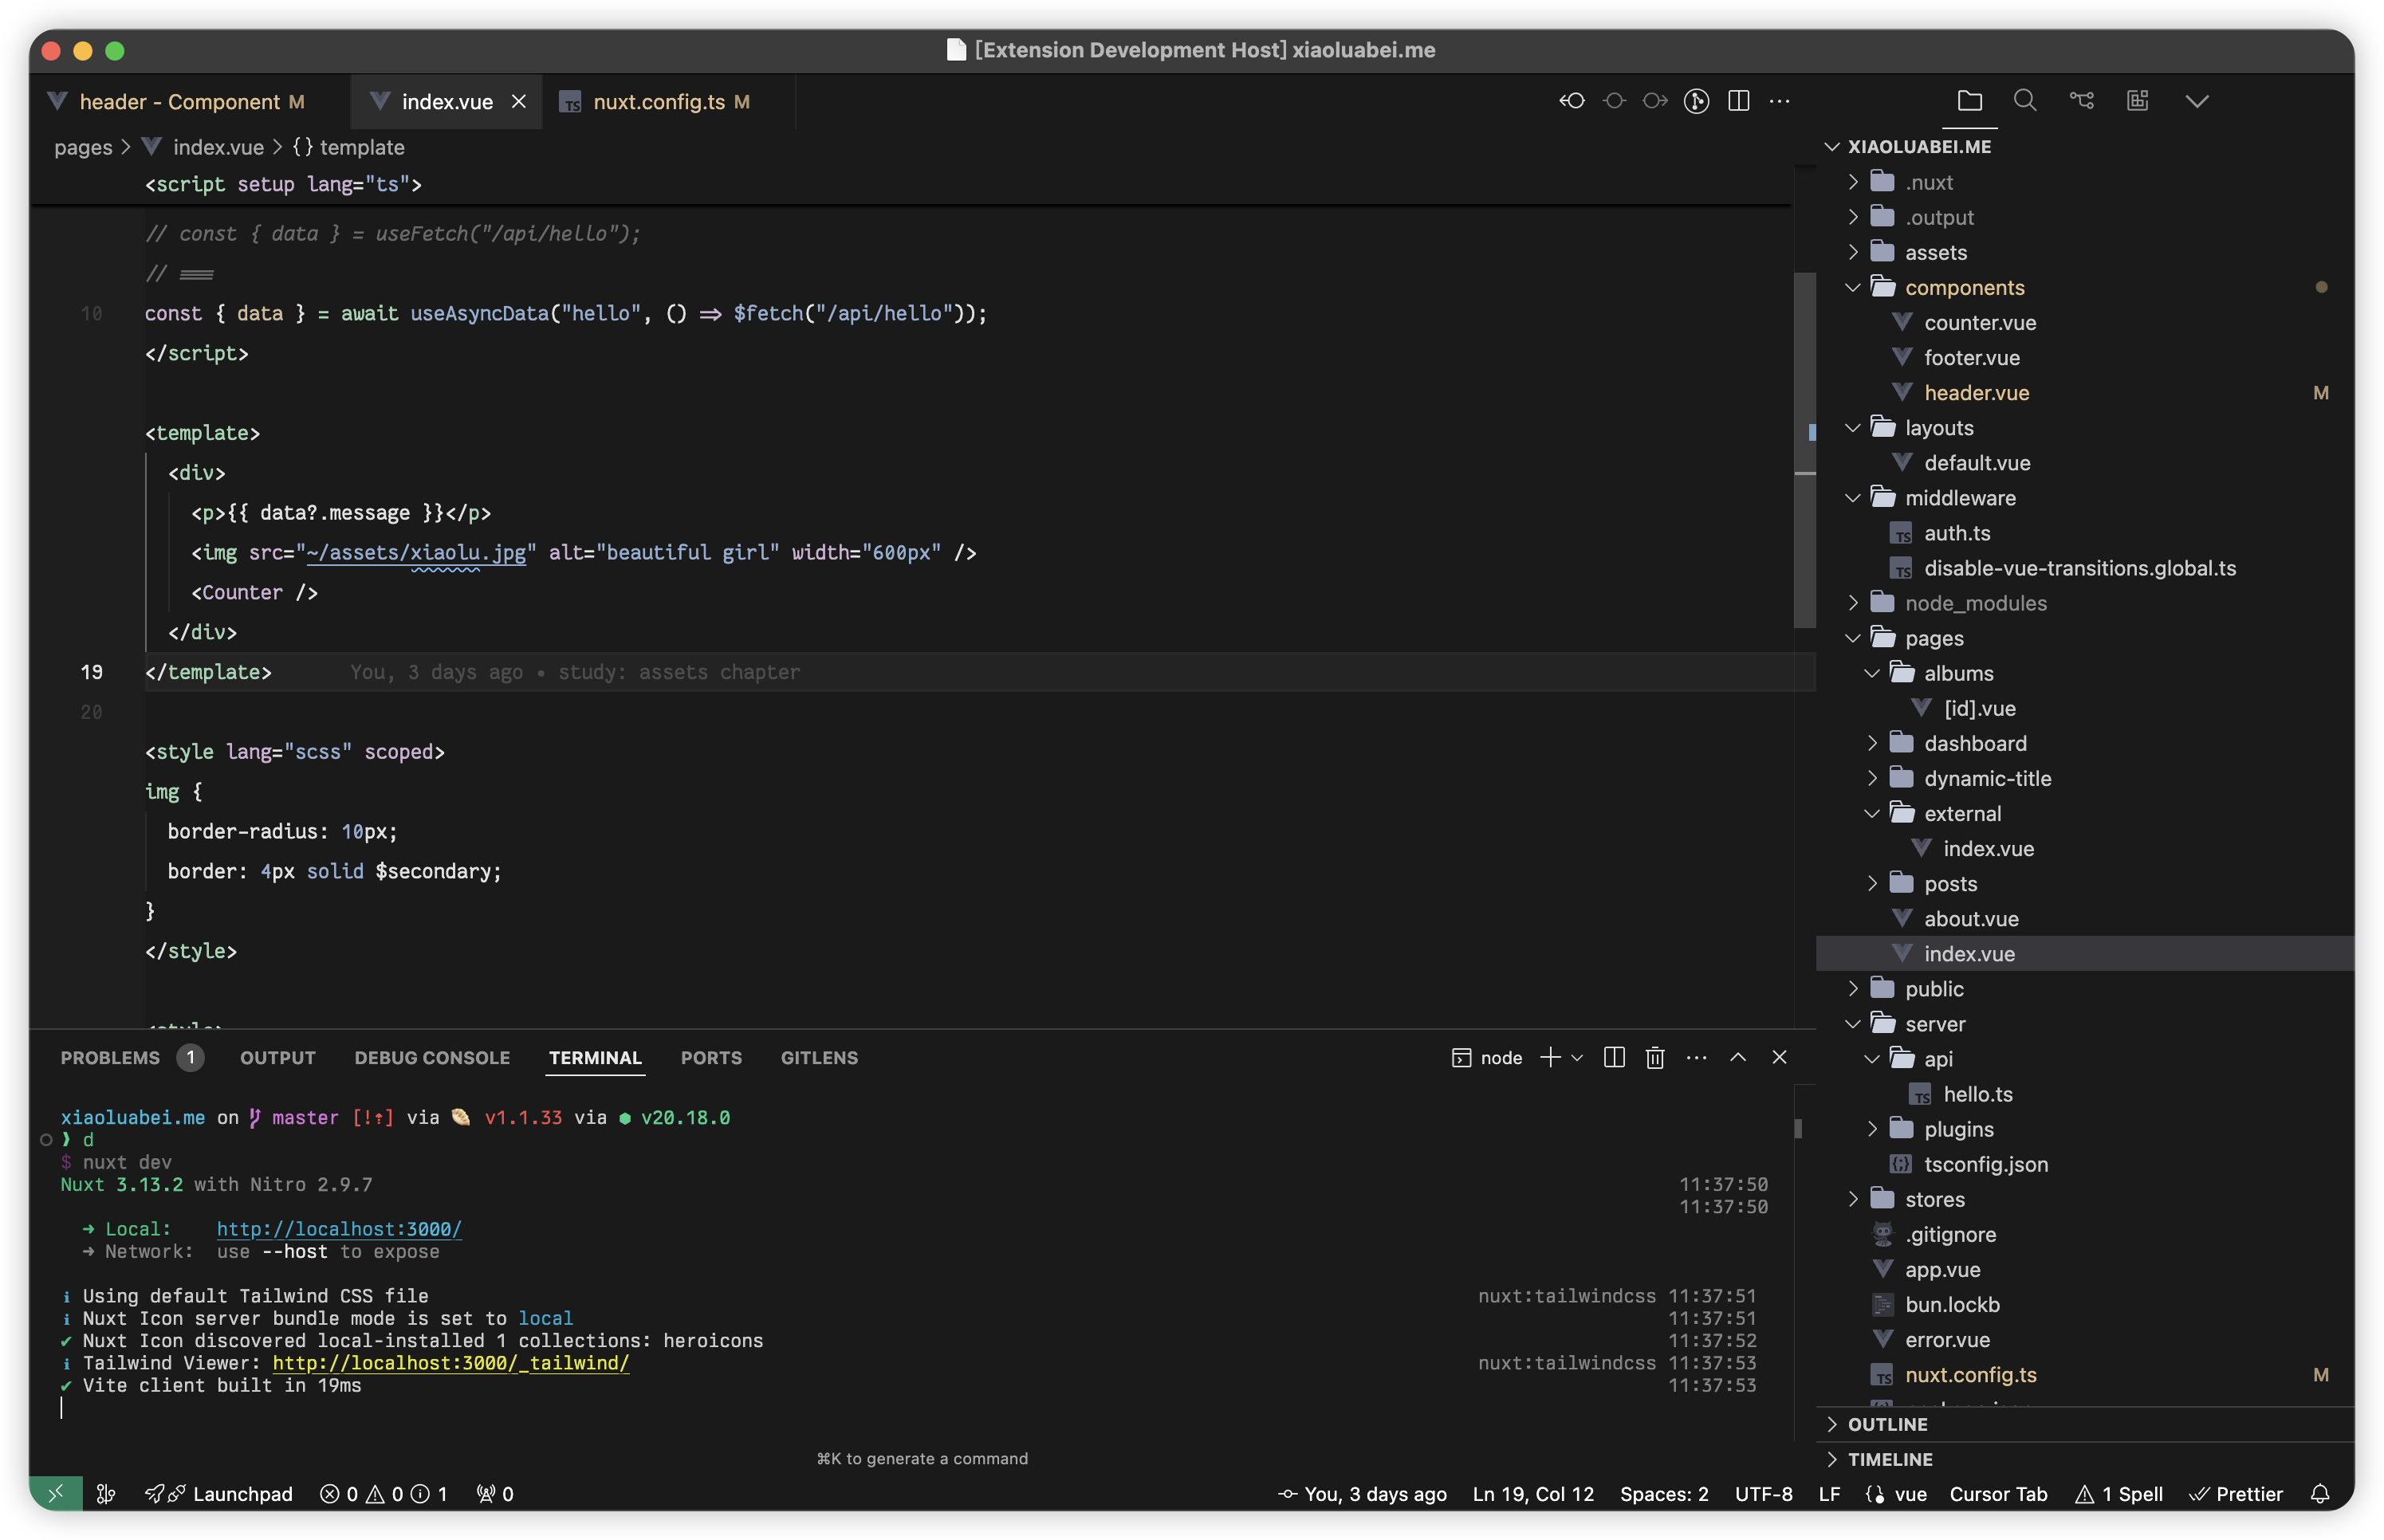 [Extension Development Host] xiaoluabei.me
header - Component M
index.vue
nuxt.config.ts M
pages > index.vue > {} template
<script setup lang="ts">
// const { data } = useFetch("/api/hello");
// ===
10 const { data } = await useAsyncData("hello", () => $fetch("/api/hello"));
</script>
<template>
<div>
<p>{{ data?.message }}</p>
<img src="~/assets/xiaolu.jpg" alt="beautiful girl" width="600px" />
<Counter />
</div>
19 </template> You, 3 days ago • study: assets chapter
20
<style lang="scss" scoped>
img {
border-radius: 10px;
border: 4px solid $secondary;
}
</style>
<style>
PROBLEMS 1 OUTPUT DEBUG CONSOLE TERMINAL PORTS GITLENS
node
xiaoluabei.me on master [!⇡] via v1.1.33 via v20.18.0
❯ d
$ nuxt dev
Nuxt 3.13.2 with Nitro 2.9.7 11:37:50
11:37:50
➜ Local: http://localhost:3000/
➜ Network: use --host to expose
ℹ Using default Tailwind CSS file nuxt:tailwindcss 11:37:51
ℹ Nuxt Icon server bundle mode is set to local 11:37:51
✔ Nuxt Icon discovered local-installed 1 collections: heroicons 11:37:52
ℹ Tailwind Viewer: http://localhost:3000/_tailwind/ nuxt:tailwindcss 11:37:53
✔ Vite client built in 19ms 11:37:53
⌘K to generate a command
XIAOLUABEI.ME
.nuxt
.output
assets
components
counter.vue
footer.vue
header.vue M
layouts
default.vue
middleware
TS auth.ts
TS disable-vue-transitions.global.ts
node_modules
pages
albums
[id].vue
dashboard
dynamic-title
external
index.vue
posts
about.vue
index.vue
public
server
api
TS hello.ts
plugins
tsconfig.json
stores
.gitignore
app.vue
bun.lockb
error.vue
TS nuxt.config.ts M
OUTLINE
TIMELINE
Launchpad 0 0 1 0
You, 3 days ago Ln 19, Col 12 Spaces: 2 UTF-8 LF vue Cursor Tab 1 Spell Prettier